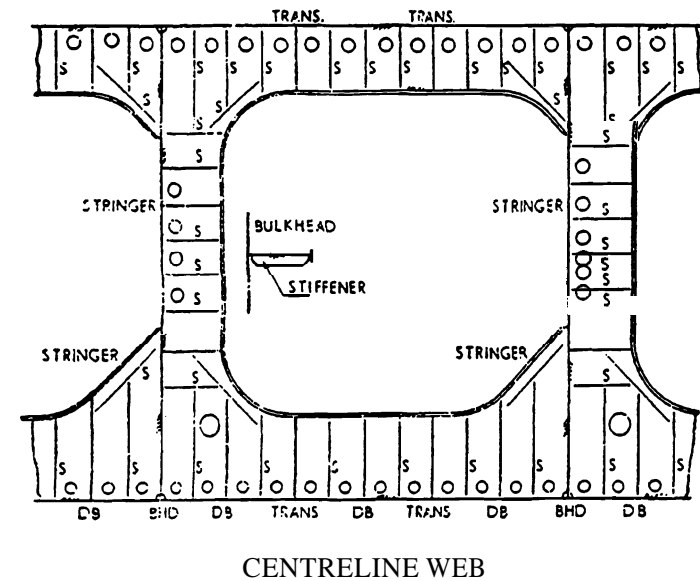 TRANS. TRANS.
S S S S S S S S S S S S
S S
S S S
S S
STRINGER STRINGER
S S
BULKHEAD
S S
S
STIFFENER
S S
STRINGER STRINGER
S S S
S S S S S S S S
DB BHD DB TRANS DB TRANS DB BHD DB
CENTRELINE WEB